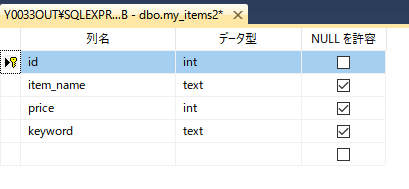 Y0033OUT¥SQLEXPR...B - dbo.my_items2*
列名 データ型 NULL を許容
id int
item_name text
price int
keyword text